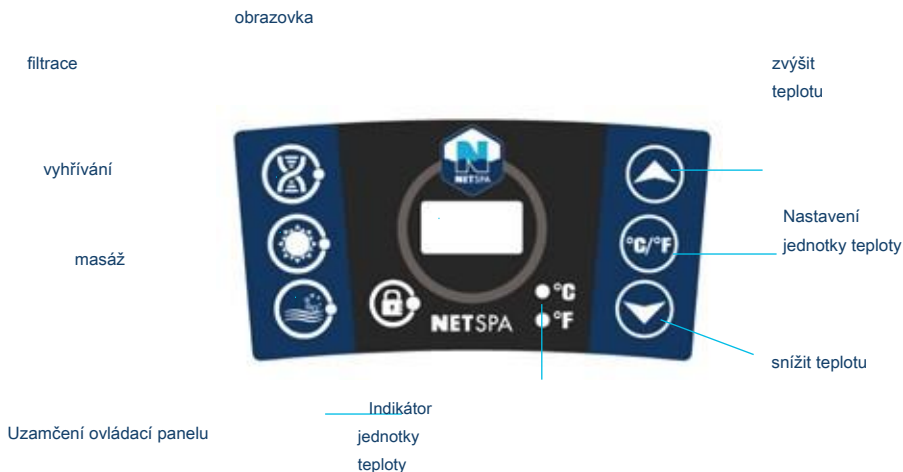 obrazovka
filtrace
zvýšit
teplotu
vyhřívání
masáž
N
NETSPA
°C/°F
Nastavení
jednotky teploty
°C
°F
NETSPA
snížit teplotu
Uzamčení ovládací panelu
Indikátor
jednotky
teploty